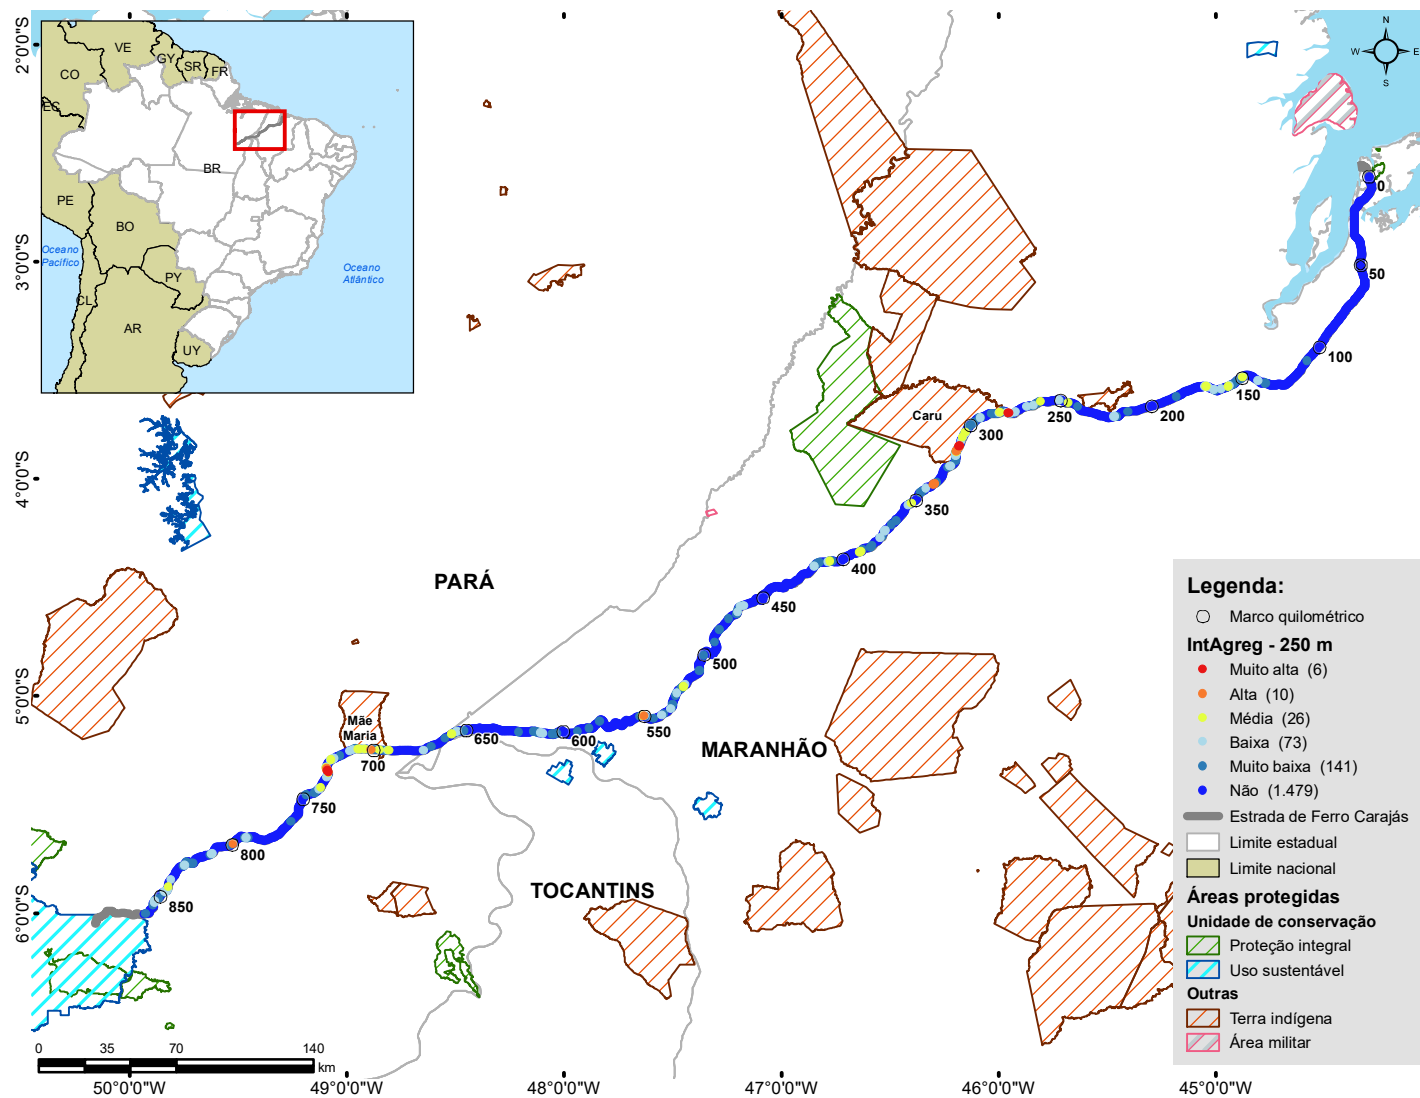 2°0'0"S
3°0'0"S
4°0'0"S
5°0'0"S
6°0'0"S
VE
GY
SR
FR
CO
EC
BR
PE
BO
Oceano
Pacífico
PY
Oceano
Atlântico
CL
AR
UY
N
W
E
S
0
50
100
150
200
250
300
Caru
350
400
450
500
550
600
650
700
750
800
850
PARÁ
MARANHÃO
TOCANTINS
Mãe
Maria
Legenda:
Marco quilométrico
IntAgreg - 250 m
Muito alta (6)
Alta (10)
Média (26)
Baixa (73)
Muito baixa (141)
Não (1.479)
Estrada de Ferro Carajás
Limite estadual
Limite nacional
Áreas protegidas
Unidade de conservação
Proteção integral
Uso sustentável
Outras
Terra indígena
Área militar
0 35 70 140
km
50°0'0"W 49°0'0"W 48°0'0"W 47°0'0"W 46°0'0"W 45°0'0"W